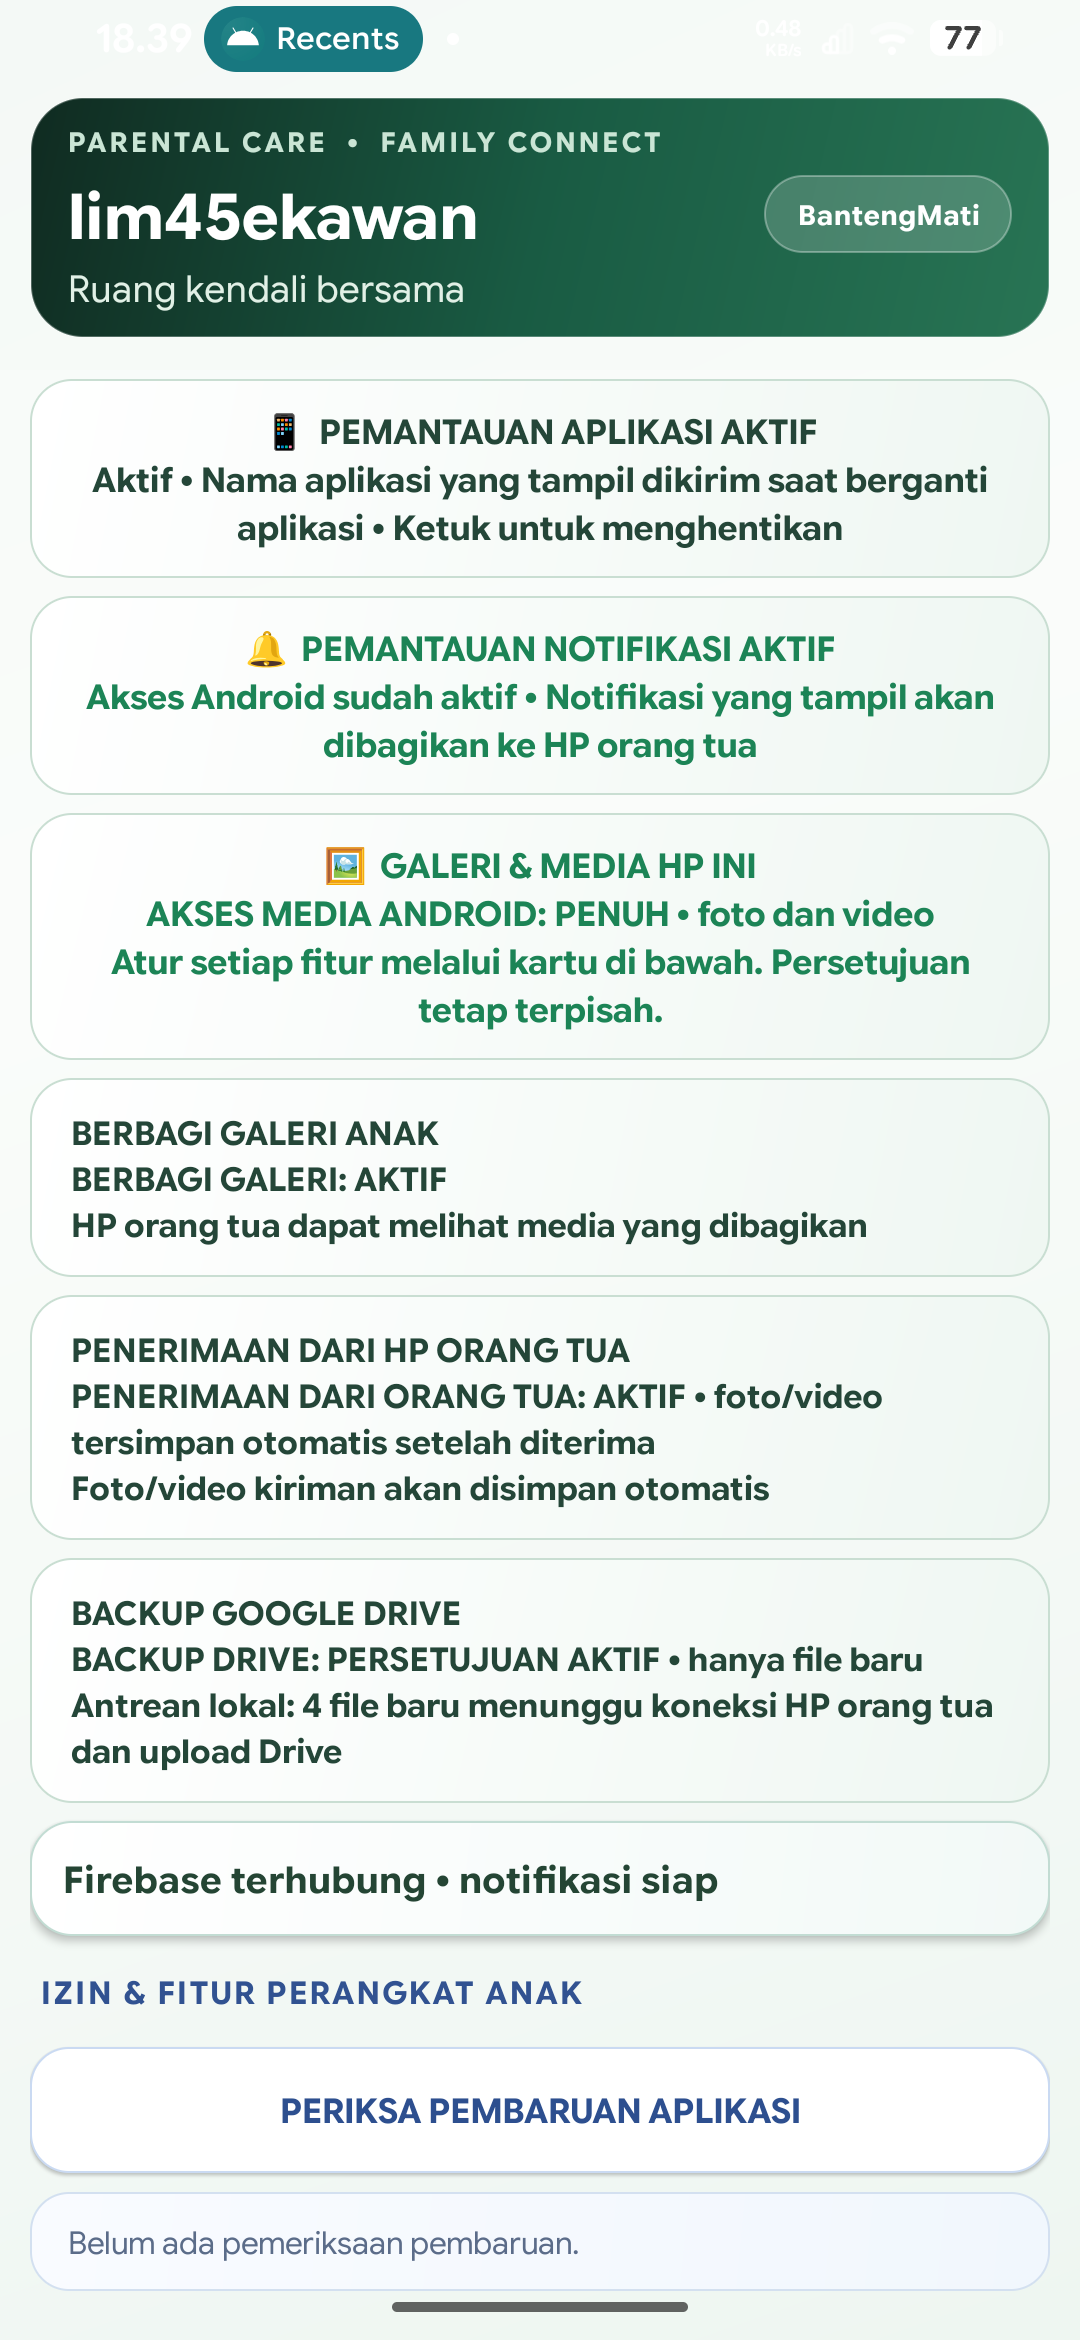 18.39 Recents 0.48 KB/s 77
PARENTAL CARE • FAMILY CONNECT
lim45ekawan
BantengMati
Ruang kendali bersama
📱 PEMANTAUAN APLIKASI AKTIF
Aktif • Nama aplikasi yang tampil dikirim saat berganti
aplikasi • Ketuk untuk menghentikan
🔔 PEMANTAUAN NOTIFIKASI AKTIF
Akses Android sudah aktif • Notifikasi yang tampil akan
dibagikan ke HP orang tua
🖼️ GALERI & MEDIA HP INI
AKSES MEDIA ANDROID: PENUH • foto dan video
Atur setiap fitur melalui kartu di bawah. Persetujuan
tetap terpisah.
BERBAGI GALERI ANAK
BERBAGI GALERI: AKTIF
HP orang tua dapat melihat media yang dibagikan
PENERIMAAN DARI HP ORANG TUA
PENERIMAAN DARI ORANG TUA: AKTIF • foto/video
tersimpan otomatis setelah diterima
Foto/video kiriman akan disimpan otomatis
BACKUP GOOGLE DRIVE
BACKUP DRIVE: PERSETUJUAN AKTIF • hanya file baru
Antrean lokal: 4 file baru menunggu koneksi HP orang tua
dan upload Drive
Firebase terhubung • notifikasi siap
IZIN & FITUR PERANGKAT ANAK
PERIKSA PEMBARUAN APLIKASI
Belum ada pemeriksaan pembaruan.